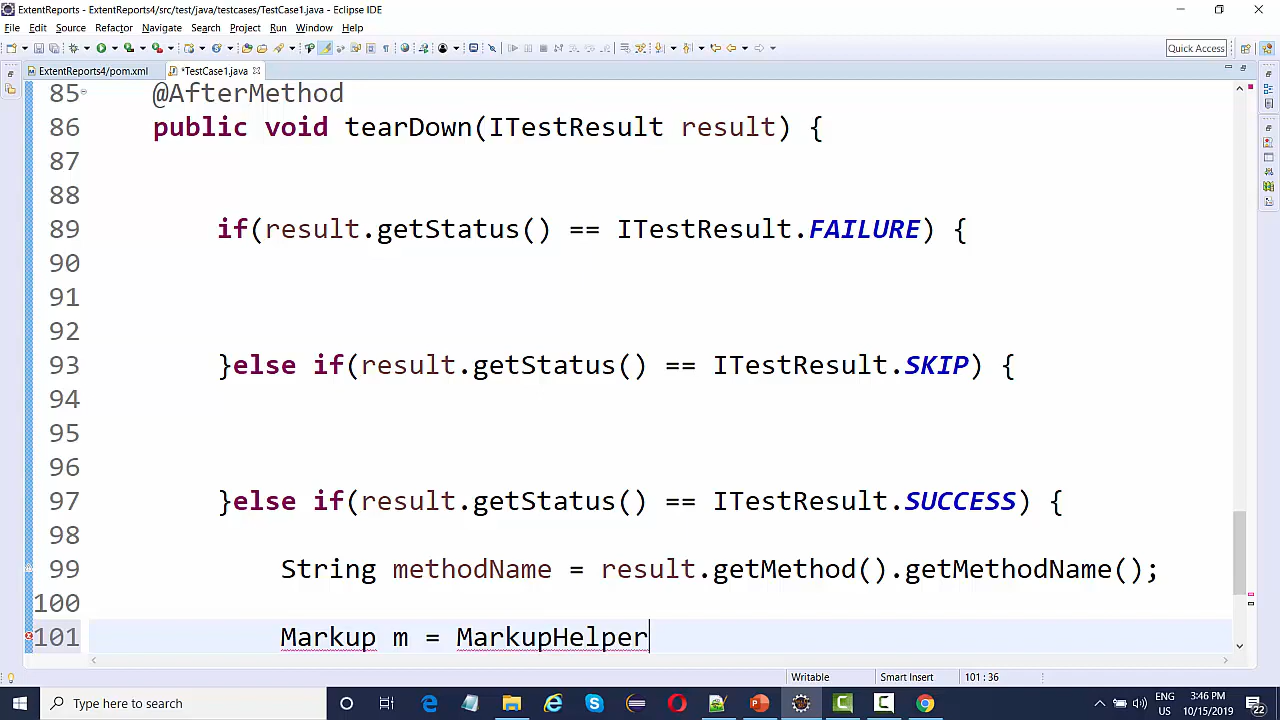 ExtentReports4/src/test/java/testcases/TestCase1.java - Eclipse IDE
File Edit Source Refactor Navigate Search Project Run Window Help
Quick Access
ExtentReports4/pom.xml *TestCase1.java
85 @AfterMethod
86 public void tearDown(ITestResult result) {
87
88
89 if(result.getStatus() == ITestResult.FAILURE) {
90
91
92
93 }else if(result.getStatus() == ITestResult.SKIP) {
94
95
96
97 }else if(result.getStatus() == ITestResult.SUCCESS) {
98
99 String methodName = result.getMethod().getMethodName();
100
101 Markup m = MarkupHelper
Writable Smart Insert 101 : 36
Type here to search
ENG
US
3:46 PM
10/15/2019
22